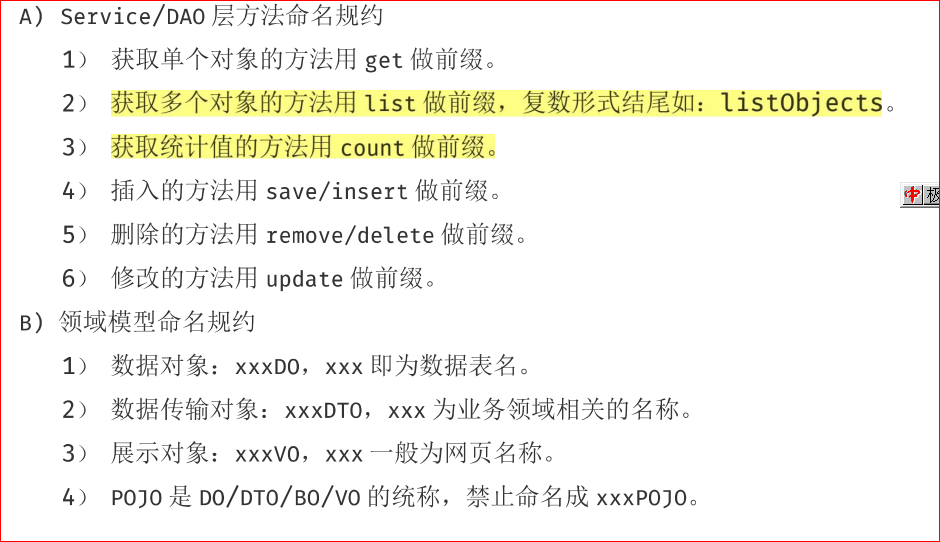 A) Service/DAO 层方法命名规约
1） 获取单个对象的方法用 get 做前缀。
2） 获取多个对象的方法用 list 做前缀，复数形式结尾如：listObjects。
3） 获取统计值的方法用 count 做前缀。
4） 插入的方法用 save/insert 做前缀。
5） 删除的方法用 remove/delete 做前缀。
6） 修改的方法用 update 做前缀。
B) 领域模型命名规约
1） 数据对象：xxxDO，xxx 即为数据表名。
2） 数据传输对象：xxxDTO，xxx 为业务领域相关的名称。
3） 展示对象：xxxVO，xxx 一般为网页名称。
4） POJO 是 DO/DTO/BO/VO 的统称，禁止命名成 xxxPOJO。
中 极